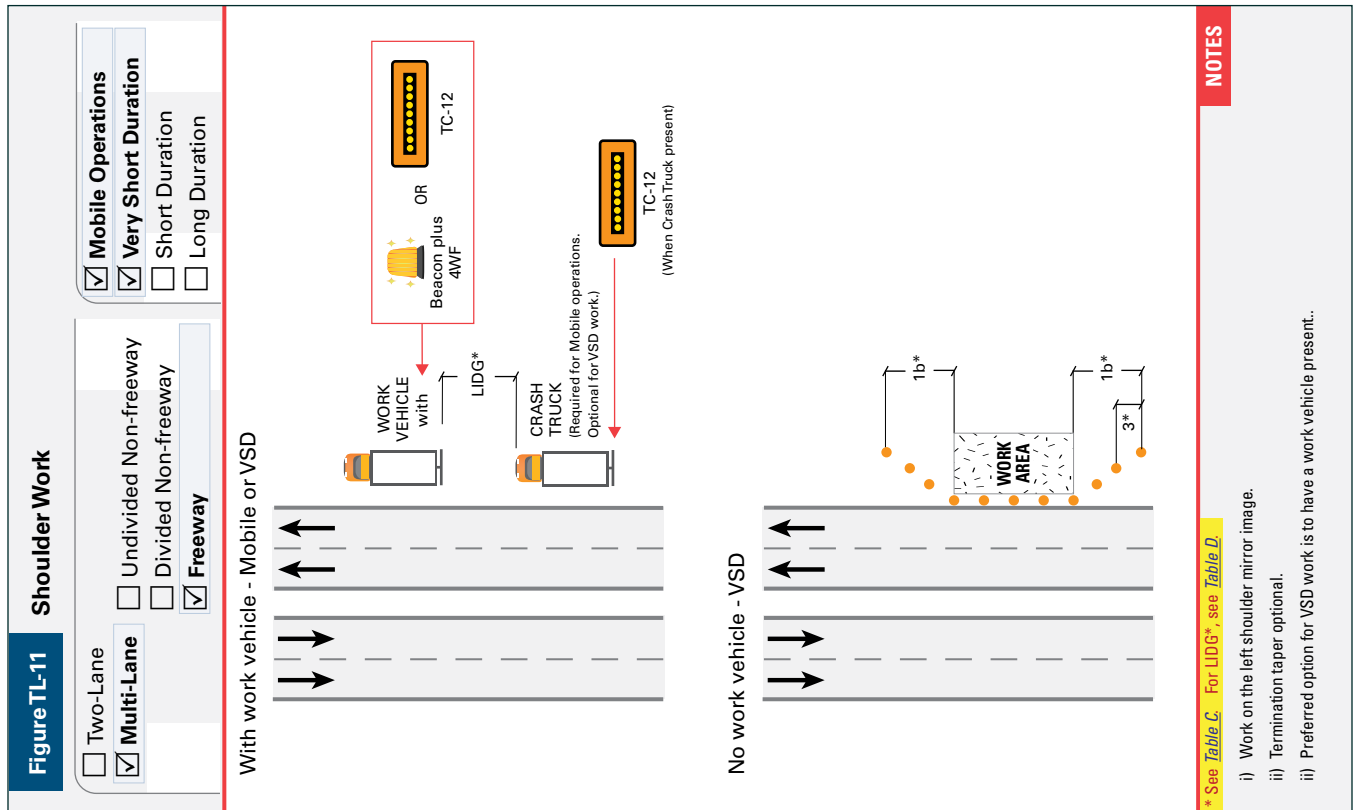 Figure TL-11 Shoulder Work
Two-Lane
Multi-Lane
Undivided Non-freeway
Divided Non-freeway
Freeway
Mobile Operations
Very Short Duration
Short Duration
Long Duration
With work vehicle - Mobile or VSD
WORK
VEHICLE
with
Beacon plus
4WF
OR
TC-12
LIDG*
CRASH
TRUCK
(Required for Mobile operations.
Optional for VSD work.)
TC-12
(When Crash Truck present)
No work vehicle - VSD
1b*
WORK
AREA
1b*
3*
* See Table C. For LIDG*, see Table D.
NOTES
i) Work on the left shoulder mirror image.
ii) Termination taper optional.
ii) Preferred option for VSD work is to have a work vehicle present..